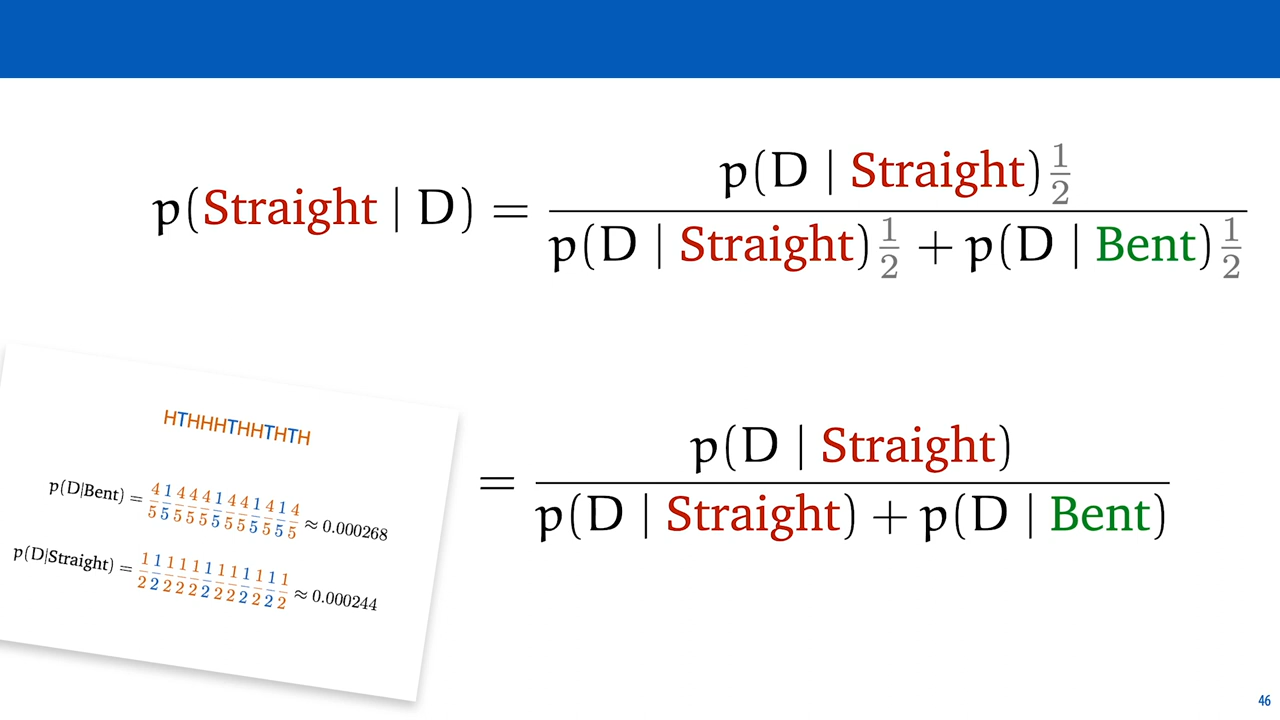 p(Straight | D) = p(D | Straight) 1/2 / p(D | Straight) 1/2 + p(D | Bent) 1/2
HTHHHTHHTHTH
p(D|Bent) = 4/5 1/5 4/5 4/5 4/5 1/5 4/5 4/5 1/5 4/5 1/5 4/5 ≈ 0.000268
p(D|Straight) = 1/2 1/2 1/2 1/2 1/2 1/2 1/2 1/2 1/2 1/2 1/2 1/2 ≈ 0.000244
= p(D | Straight) / p(D | Straight) + p(D | Bent)
46